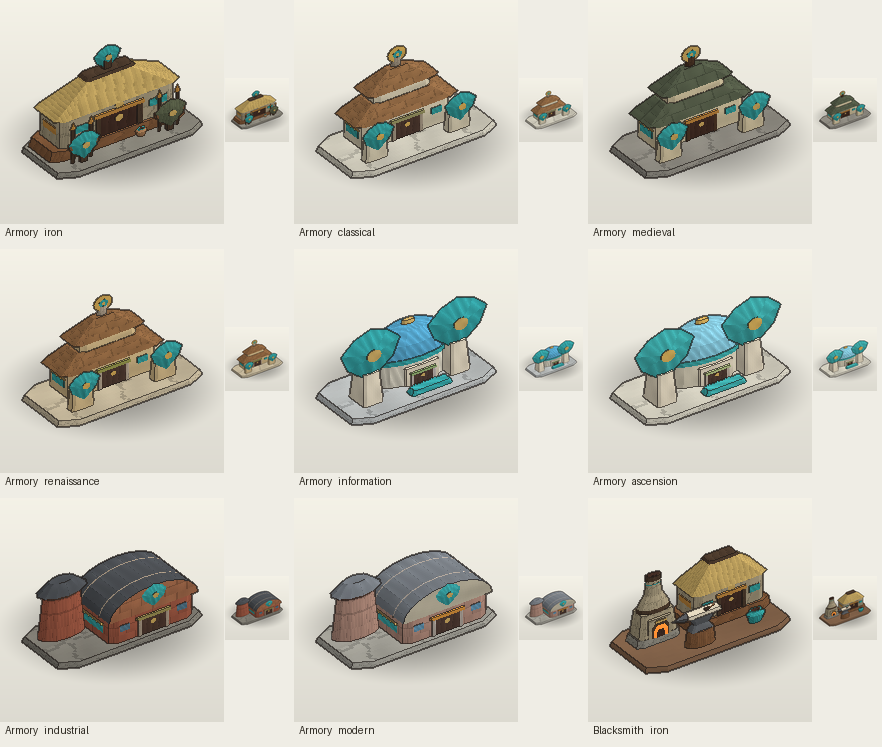 Armory iron
Armory classical
Armory medieval
Armory renaissance
Armory information
Armory ascension
Armory industrial
Armory modern
Blacksmith iron